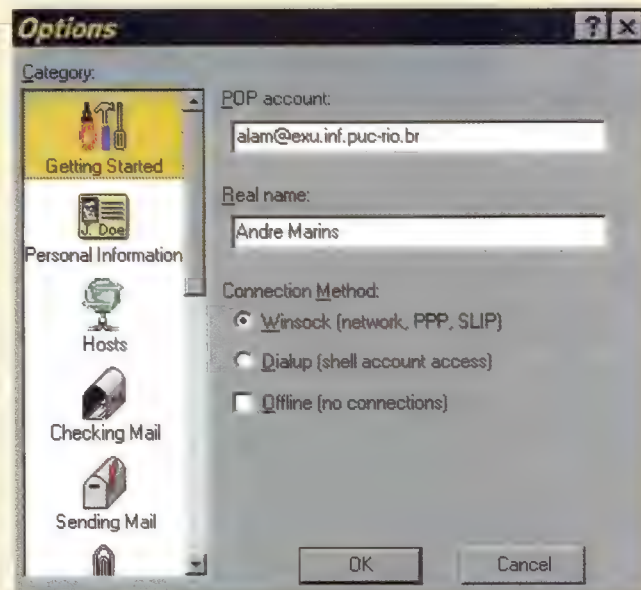 Options
Category:
Getting Started
J. Doe
Personal Information
Hosts
Checking Mail
Sending Mail
POP account:
alam@exu.inf.puc-rio.br
Real name:
Andre Marins
Connection Method:
Winsock (network, PPP, SLIP)
Dialup (shell account access)
Offline (no connections)
OK
Cancel